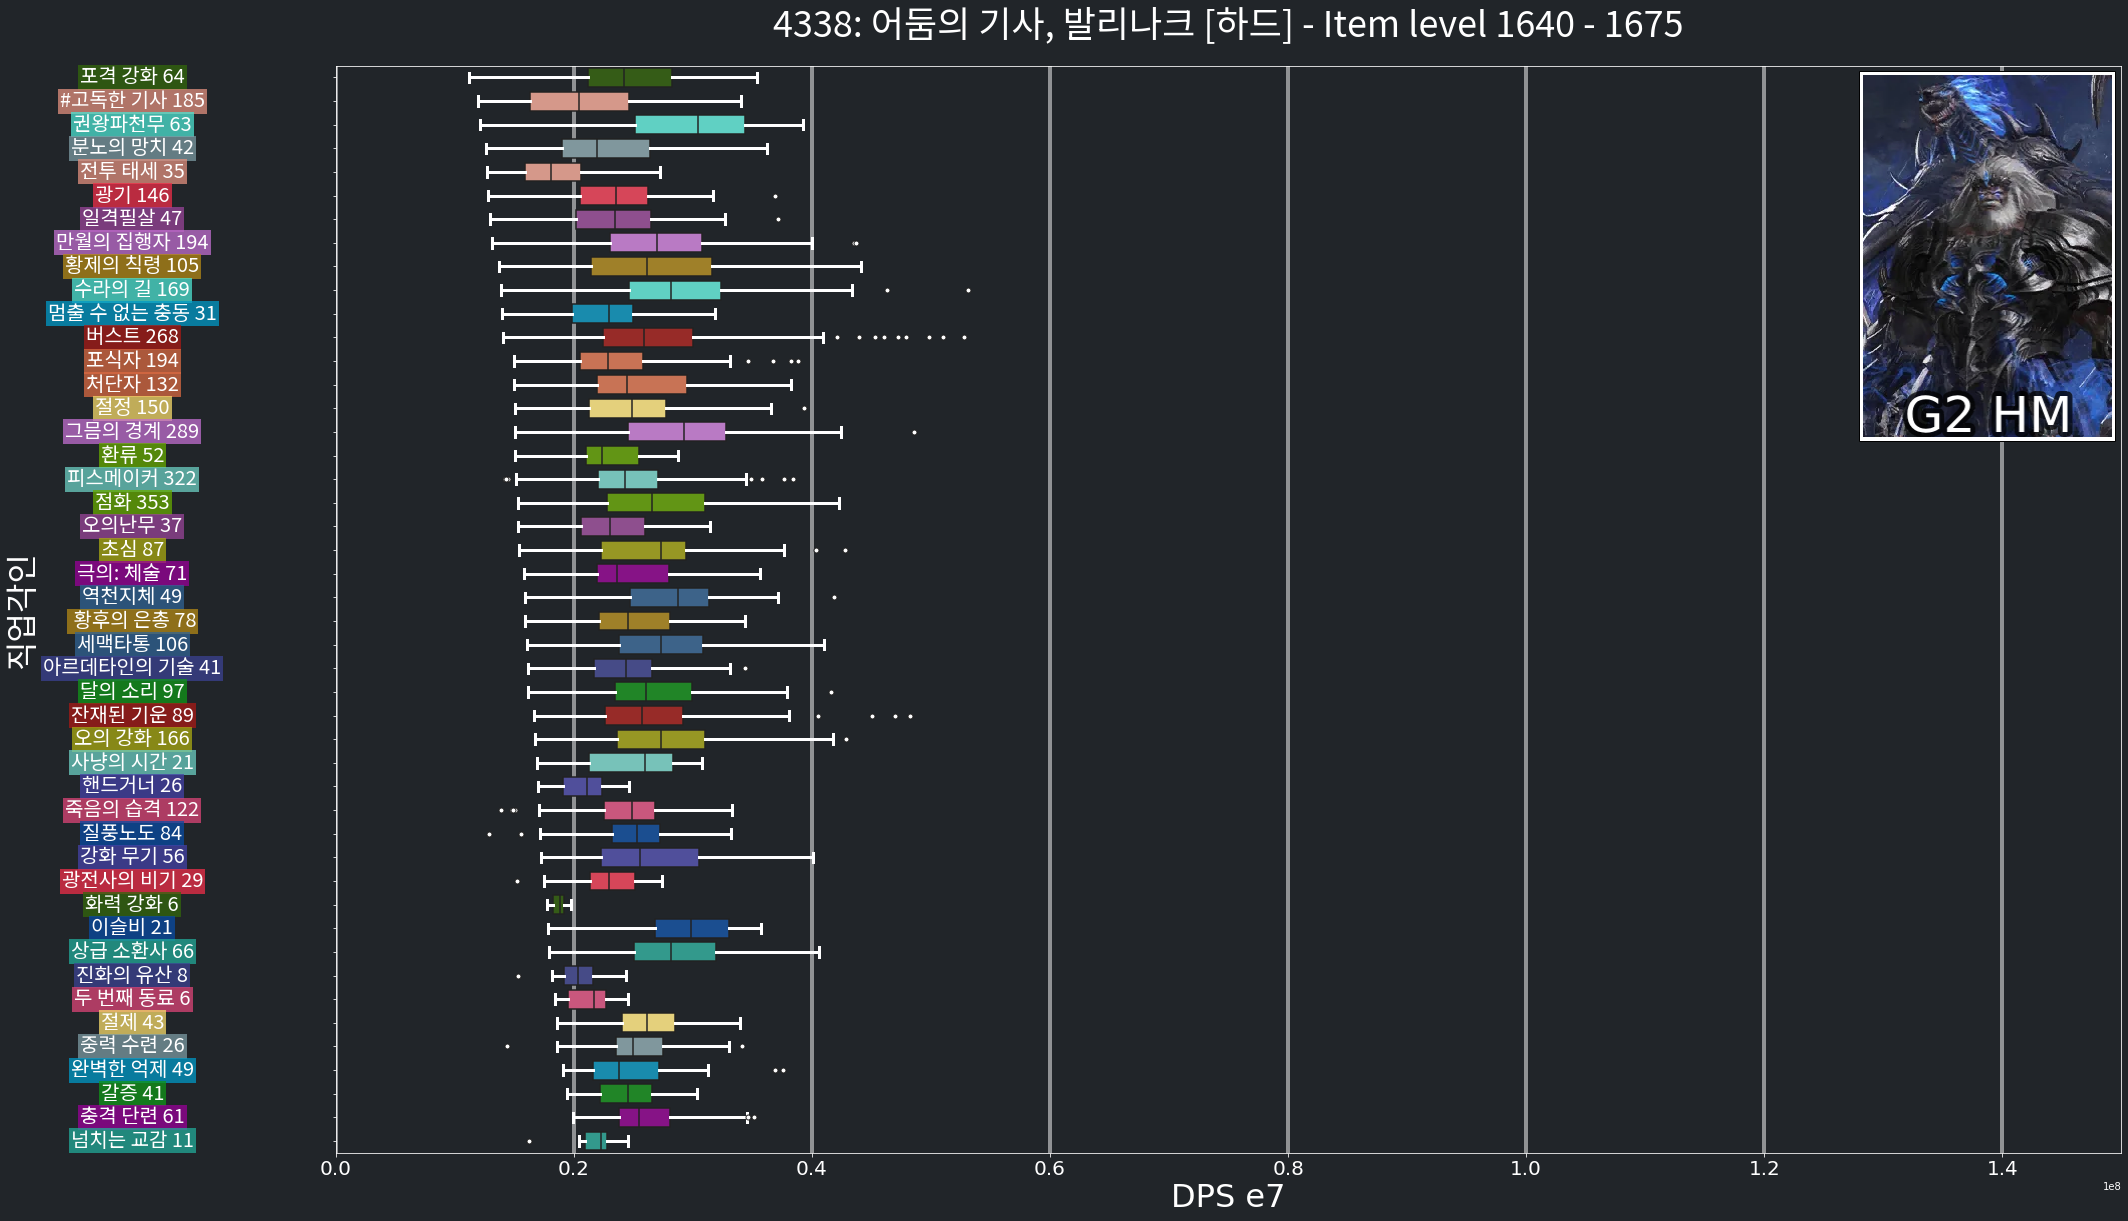 4338: 어둠의 기사, 발리나크 [하드] - Item level 1640 - 1675
포격 강화 64
#고독한 기사 185
권왕파천무 63
분노의 망치 42
전투 태세 35
광기 146
일격필살 47
만월의 집행자 194
황제의 칙령 105
수라의 길 169
멈출 수 없는 충동 31
버스트 268
포식자 194
처단자 132
절정 150
그믐의 경계 289
환류 52
피스메이커 322
점화 353
오의난무 37
초심 87
극의: 체술 71
역천지체 49
황후의 은총 78
세맥타통 106
아르데타인의 기술 41
달의 소리 97
잔재된 기운 89
오의 강화 166
사냥의 시간 21
핸드거너 26
죽음의 습격 122
질풍노도 84
강화 무기 56
광전사의 비기 29
화력 강화 6
이슬비 21
상급 소환사 66
진화의 유산 8
두 번째 동료 6
절제 43
중력 수련 26
완벽한 억제 49
갈증 41
충격 단련 61
넘치는 교감 11
직업각인
G2 HM
0.0 0.2 0.4 0.6 0.8 1.0 1.2 1.4
1e8
DPS e7